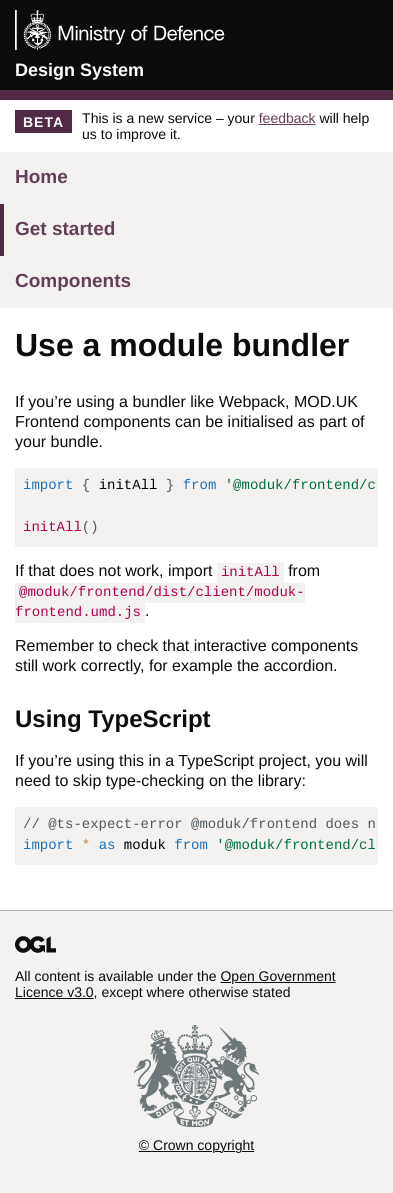 Ministry of Defence
Design System
BETA
This is a new service – your feedback will help
us to improve it.
Home
Get started
Components
Use a module bundler
If you’re using a bundler like Webpack, MOD.UK
Frontend components can be initialised as part of
your bundle.
import { initAll } from '@moduk/frontend/c
initAll()
If that does not work, import initAll from
@moduk/frontend/dist/client/moduk-
frontend.umd.js.
Remember to check that interactive components
still work correctly, for example the accordion.
Using TypeScript
If you’re using this in a TypeScript project, you will
need to skip type-checking on the library:
// @ts-expect-error @moduk/frontend does n
import * as moduk from '@moduk/frontend/cl
OGL
All content is available under the Open Government
Licence v3.0, except where otherwise stated
DIEU ET MON DROIT
© Crown copyright